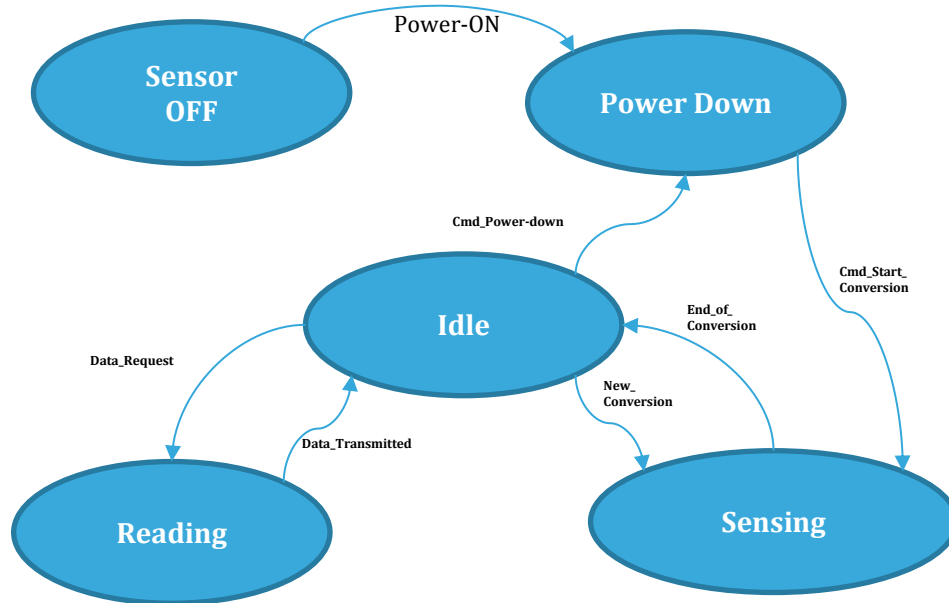 Power-ON
Sensor
OFF
Power Down
Cmd_Power-down
Cmd_Start_
Conversion
Idle
End_of_
Conversion
Data_Request
New_
Conversion
Data_Transmitted
Reading
Sensing